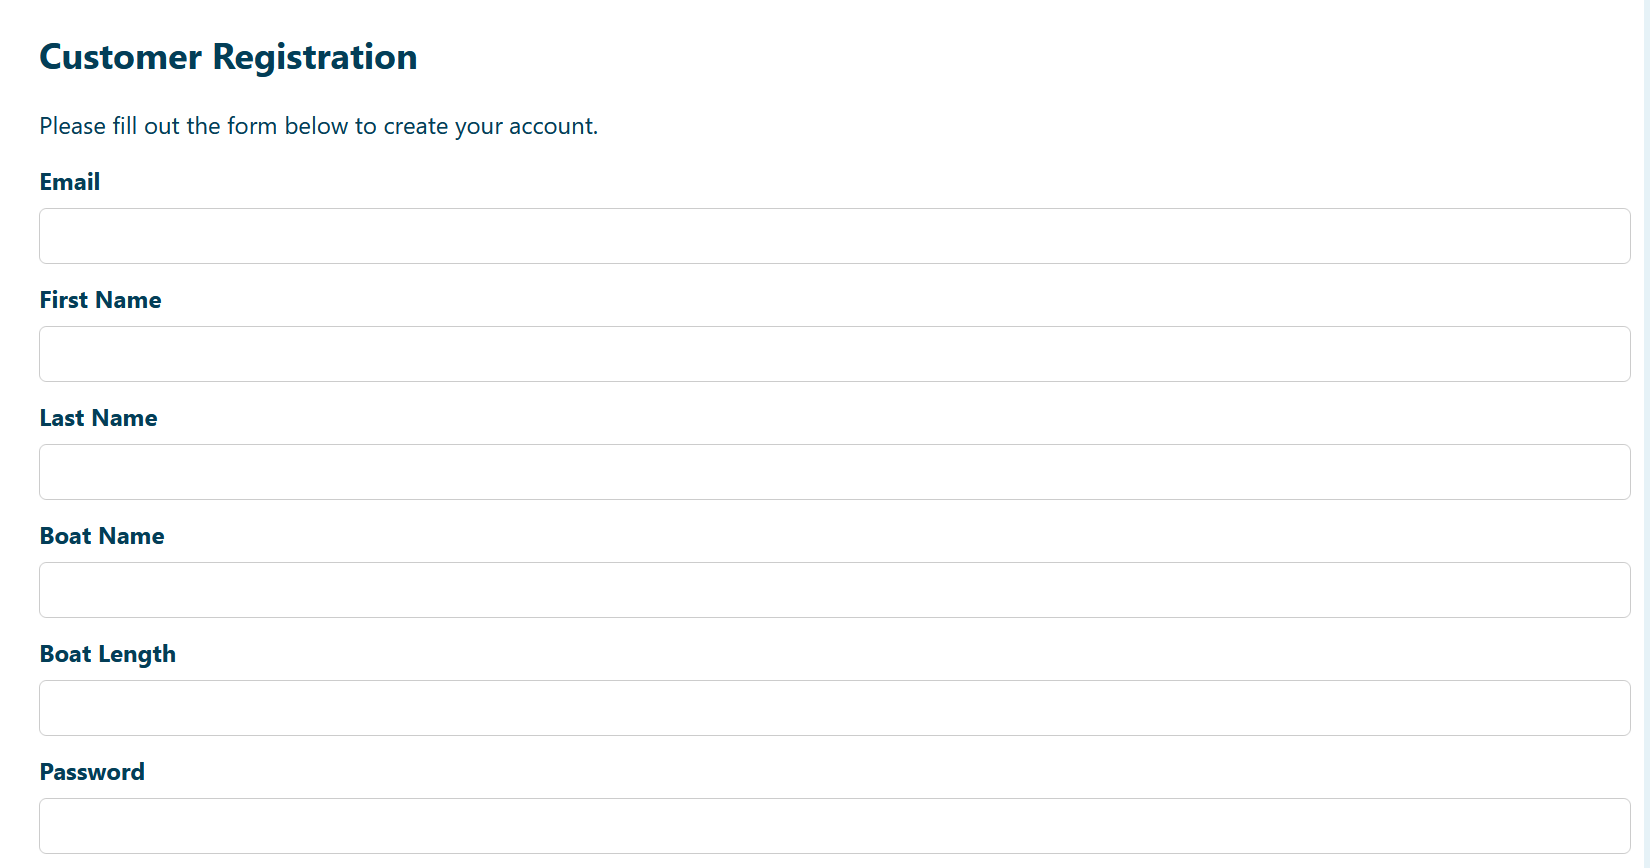 Customer Registration
Please fill out the form below to create your account.
Email
First Name
Last Name
Boat Name
Boat Length
Password